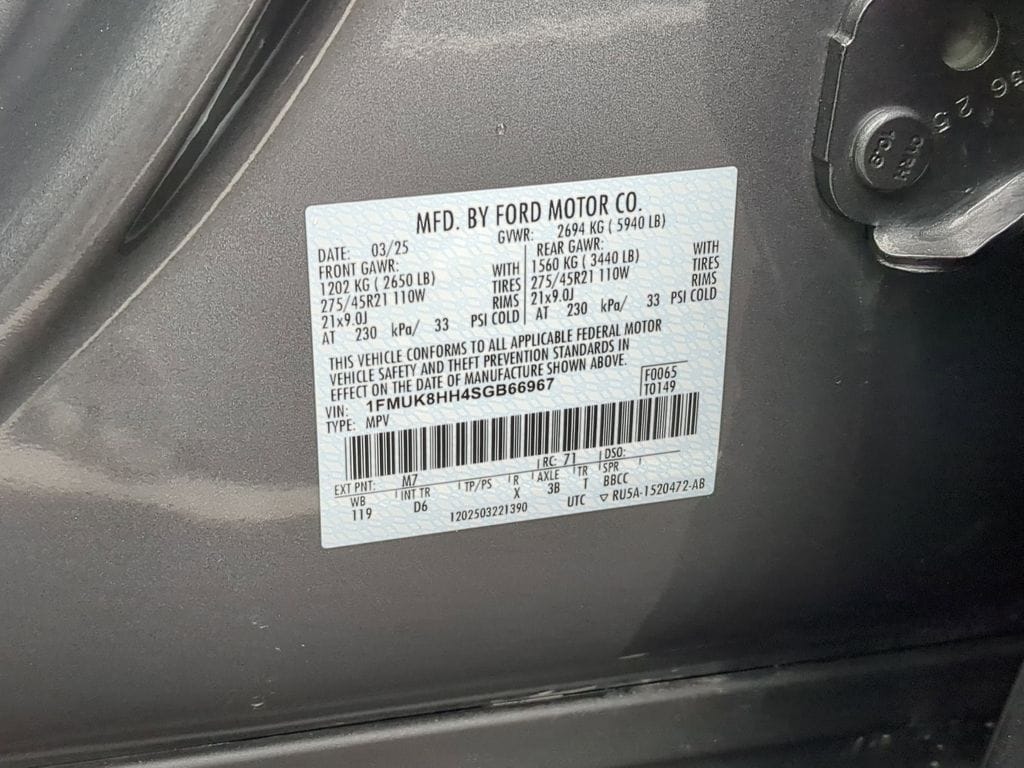 MFD. BY FORD MOTOR CO.
DATE: 03/25 GVWR: 2694 KG ( 5940 LB)
FRONT GAWR: WITH REAR GAWR: WITH
1202 KG ( 2650 LB) TIRES 1560 KG ( 3440 LB) TIRES
275/45R21 110W RIMS 275/45R21 110W RIMS
21x9.0J 21x9.0J
AT 230 kPa/ 33 PSI COLD AT 230 kPa/ 33 PSI COLD
THIS VEHICLE CONFORMS TO ALL APPLICABLE FEDERAL MOTOR
VEHICLE SAFETY AND THEFT PREVENTION STANDARDS IN
EFFECT ON THE DATE OF MANUFACTURE SHOWN ABOVE.
VIN: 1FMUK8HH4SGB66967 F0065
TYPE: MPV T0149
EXT PNT: M7 RC: 71 DSO:
WB INT TR TP/PS R AXLE TR SPR
119 D6 X 3B T BBCC
1202503221390 UTC ▽ RU5A-1520472-AB
56 25
10.9